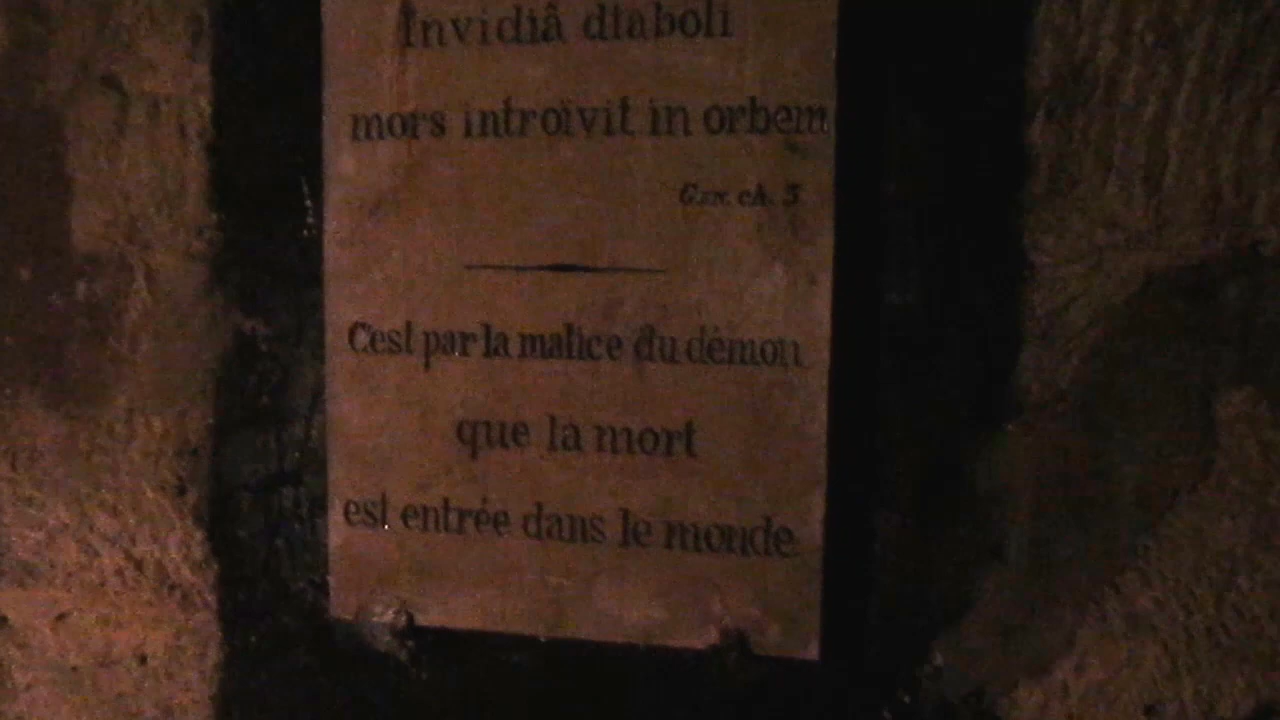 Invidiâ diaboli
mors introïvit in orbem
Gen. ch. 3
C'est par la malice du démon
que la mort
est entrée dans le monde.